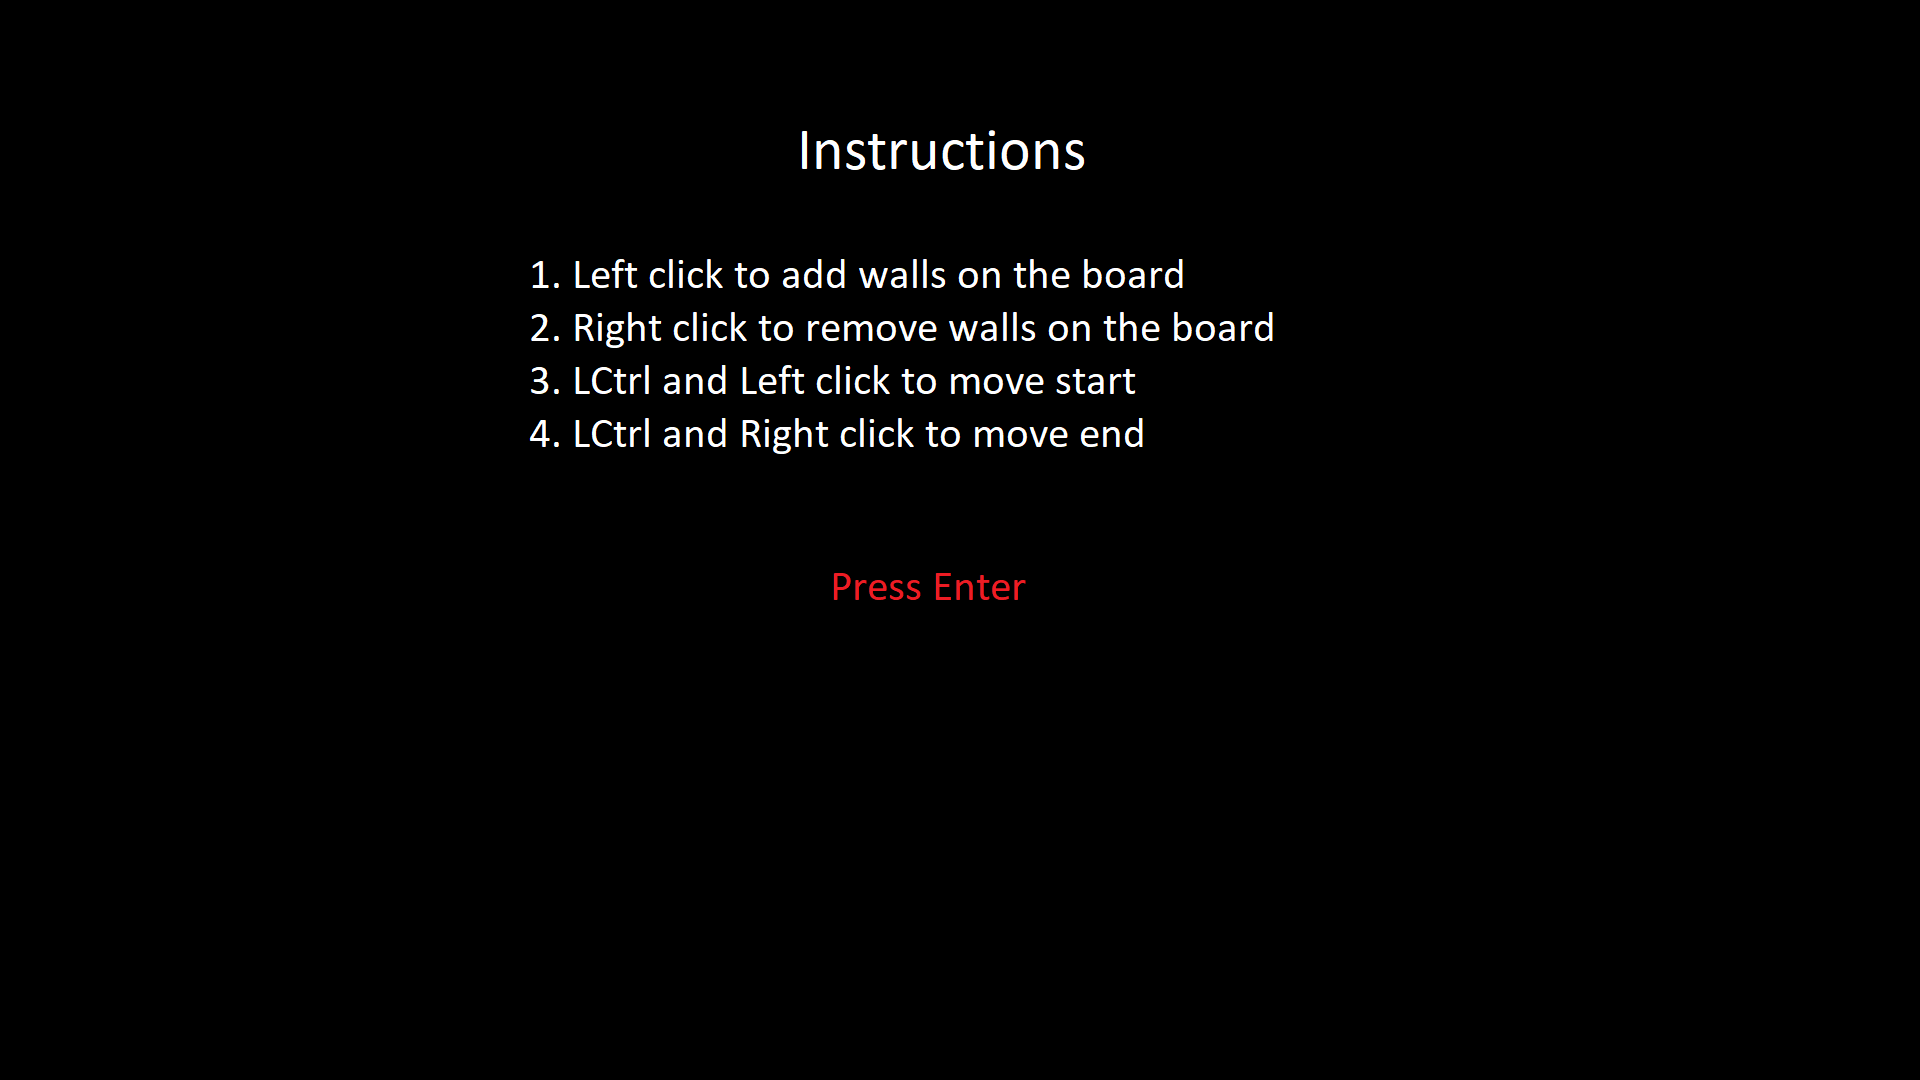 Instructions
1. Left click to add walls on the board
2. Right click to remove walls on the board
3. LCtrl and Left click to move start
4. LCtrl and Right click to move end
Press Enter